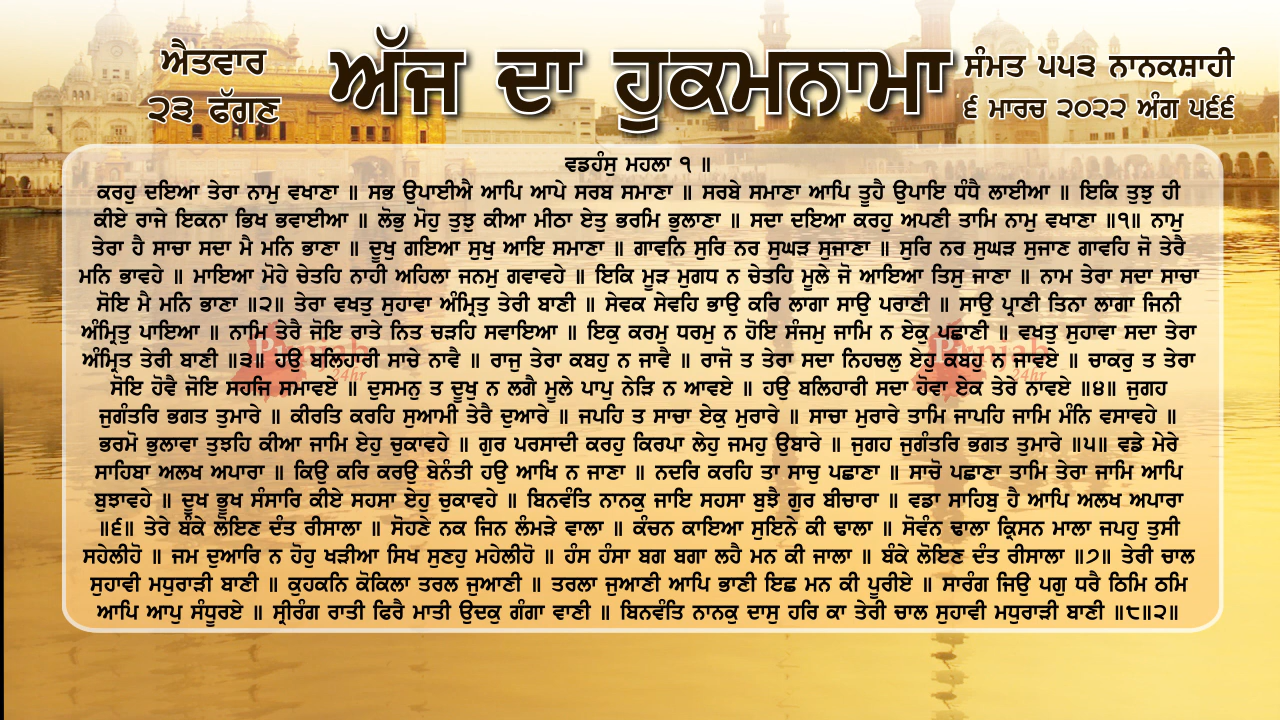 ਐਤਵਾਰ
੨੩ ਫੱਗਣ
ਅੱਜ ਦਾ ਹੁਕਮਨਾਮਾ
ਸੰਮਤ ੫੫੩ ਨਾਨਕਸ਼ਾਹੀ
੬ ਮਾਰਚ ੨੦੨੨ ਅੰਗ ੫੬੬
ਵਡਹੰਸੁ ਮਹਲਾ ੧ ॥
ਕਰਹੁ ਦਇਆ ਤੇਰਾ ਨਾਮੁ ਵਖਾਣਾ ॥ ਸਭ ਉਪਾਈਐ ਆਪਿ ਆਪੇ ਸਰਬ ਸਮਾਣਾ ॥ ਸਰਬੇ ਸਮਾਣਾ ਆਪਿ ਤੂਹੈ ਉਪਾਇ ਧੰਧੈ ਲਾਈਆ ॥ ਇਕਿ ਤੁਝੁ ਹੀ
ਕੀਏ ਰਾਜੇ ਇਕਨਾ ਭਿਖ ਭਵਾਈਆ ॥ ਲੋਭੁ ਮੋਹੁ ਤੁਝੁ ਕੀਆ ਮੀਠਾ ਏਤੁ ਭਰਮਿ ਭੁਲਾਣਾ ॥ ਸਦਾ ਦਇਆ ਕਰਹੁ ਅਪਣੀ ਤਾਮਿ ਨਾਮੁ ਵਖਾਣਾ ॥੧॥ ਨਾਮੁ
ਤੇਰਾ ਹੈ ਸਾਚਾ ਸਦਾ ਮੈ ਮਨਿ ਭਾਣਾ ॥ ਦੂਖੁ ਗਇਆ ਸੁਖੁ ਆਇ ਸਮਾਣਾ ॥ ਗਾਵਨਿ ਸੁਰਿ ਨਰ ਸੁਘੜ ਸੁਜਾਣਾ ॥ ਸੁਰਿ ਨਰ ਸੁਘੜ ਸੁਜਾਣ ਗਾਵਹਿ ਜੋ ਤੇਰੈ
ਮਨਿ ਭਾਵਹੇ ॥ ਮਾਇਆ ਮੋਹੇ ਚੇਤਹਿ ਨਾਹੀ ਅਹਿਲਾ ਜਨਮੁ ਗਵਾਵਹੇ ॥ ਇਕਿ ਮੂੜ ਮੁਗਧ ਨ ਚੇਤਹਿ ਮੂਲੇ ਜੋ ਆਇਆ ਤਿਸੁ ਜਾਣਾ ॥ ਨਾਮ ਤੇਰਾ ਸਦਾ ਸਾਚਾ
ਸੋਇ ਮੈ ਮਨਿ ਭਾਣਾ ॥੨॥ ਤੇਰਾ ਵਖਤੁ ਸੁਹਾਵਾ ਅੰਮ੍ਰਿਤੁ ਤੇਰੀ ਬਾਣੀ ॥ ਸੇਵਕ ਸੇਵਹਿ ਭਾਉ ਕਰਿ ਲਾਗਾ ਸਾਉ ਪਰਾਣੀ ॥ ਸਾਉ ਪ੍ਰਾਣੀ ਤਿਨਾ ਲਾਗਾ ਜਿਨੀ
ਅੰਮ੍ਰਿਤੁ ਪਾਇਆ ॥ ਨਾਮਿ ਤੇਰੈ ਜੋਇ ਰਾਤੇ ਨਿਤ ਚੜਹਿ ਸਵਾਇਆ ॥ ਇਕੁ ਕਰਮੁ ਧਰਮੁ ਨ ਹੋਇ ਸੰਜਮੁ ਜਾਮਿ ਨ ਏਕੁ ਪਛਾਣੀ ॥ ਵਖਤੁ ਸੁਹਾਵਾ ਸਦਾ ਤੇਰਾ
ਅੰਮ੍ਰਿਤ ਤੇਰੀ ਬਾਣੀ ॥੩॥ ਹਉ ਬਲਿਹਾਰੀ ਸਾਚੇ ਨਾਵੈ ॥ ਰਾਜੁ ਤੇਰਾ ਕਬਹੁ ਨ ਜਾਵੈ ॥ ਰਾਜੋ ਤ ਤੇਰਾ ਸਦਾ ਨਿਹਚਲੁ ਏਹੁ ਕਬਹੁ ਨ ਜਾਵਏ ॥ ਚਾਕਰੁ ਤ ਤੇਰਾ
ਸੋਇ ਹੋਵੈ ਜੋਇ ਸਹਜਿ ਸਮਾਵਏ ॥ ਦੁਸਮਨੁ ਤ ਦੂਖੁ ਨ ਲਗੈ ਮੂਲੇ ਪਾਪੁ ਨੇੜਿ ਨ ਆਵਏ ॥ ਹਉ ਬਲਿਹਾਰੀ ਸਦਾ ਹੋਵਾ ਏਕ ਤੇਰੇ ਨਾਵਏ ॥੪॥ ਜੁਗਹ
ਜੁਗੰਤਰਿ ਭਗਤ ਤੁਮਾਰੇ ॥ ਕੀਰਤਿ ਕਰਹਿ ਸੁਆਮੀ ਤੇਰੈ ਦੁਆਰੇ ॥ ਜਪਹਿ ਤ ਸਾਚਾ ਏਕੁ ਮੁਰਾਰੇ ॥ ਸਾਚਾ ਮੁਰਾਰੇ ਤਾਮਿ ਜਾਪਹਿ ਜਾਮਿ ਮੰਨਿ ਵਸਾਵਹੇ ॥
ਭਰਮੋ ਭੁਲਾਵਾ ਤੁਝਹਿ ਕੀਆ ਜਾਮਿ ਏਹੁ ਚੁਕਾਵਹੇ ॥ ਗੁਰ ਪਰਸਾਦੀ ਕਰਹੁ ਕਿਰਪਾ ਲੇਹੁ ਜਮਹੁ ਉਬਾਰੇ ॥ ਜੁਗਹ ਜੁਗੰਤਰਿ ਭਗਤ ਤੁਮਾਰੇ ॥੫॥ ਵਡੇ ਮੇਰੇ
ਸਾਹਿਬਾ ਅਲਖ ਅਪਾਰਾ ॥ ਕਿਉ ਕਰਿ ਕਰਉ ਬੇਨੰਤੀ ਹਉ ਆਖਿ ਨ ਜਾਣਾ ॥ ਨਦਰਿ ਕਰਹਿ ਤਾ ਸਾਚੁ ਪਛਾਣਾ ॥ ਸਾਚੋ ਪਛਾਣਾ ਤਾਮਿ ਤੇਰਾ ਜਾਮਿ ਆਪਿ
ਬੁਝਾਵਹੇ ॥ ਦੂਖ ਭੂਖ ਸੰਸਾਰਿ ਕੀਏ ਸਹਸਾ ਏਹੁ ਚੁਕਾਵਹੇ ॥ ਬਿਨਵੰਤਿ ਨਾਨਕੁ ਜਾਇ ਸਹਸਾ ਬੁਝੈ ਗੁਰ ਬੀਚਾਰਾ ॥ ਵਡਾ ਸਾਹਿਬੁ ਹੈ ਆਪਿ ਅਲਖ ਅਪਾਰਾ
॥੬॥ ਤੇਰੇ ਬੰਕੇ ਲੋਇਣ ਦੰਤ ਰੀਸਾਲਾ ॥ ਸੋਹਣੇ ਨਕ ਜਿਨ ਲੰਮੜੇ ਵਾਲਾ ॥ ਕੰਚਨ ਕਾਇਆ ਸੁਇਨੇ ਕੀ ਢਾਲਾ ॥ ਸੋਵੰਨ ਢਾਲਾ ਕ੍ਰਿਸਨ ਮਾਲਾ ਜਪਹੁ ਤੁਸੀ
ਸਹੇਲੀਹੋ ॥ ਜਮ ਦੁਆਰਿ ਨ ਹੋਹੁ ਖੜੀਆ ਸਿਖ ਸੁਣਹੁ ਮਹੇਲੀਹੋ ॥ ਹੰਸ ਹੰਸਾ ਬਗ ਬਗਾ ਲਹੈ ਮਨ ਕੀ ਜਾਲਾ ॥ ਬੰਕੇ ਲੋਇਣ ਦੰਤ ਰੀਸਾਲਾ ॥੭॥ ਤੇਰੀ ਚਾਲ
ਸੁਹਾਵੀ ਮਧੁਰਾੜੀ ਬਾਣੀ ॥ ਕੁਹਕਨਿ ਕੋਕਿਲਾ ਤਰਲ ਜੁਆਣੀ ॥ ਤਰਲਾ ਜੁਆਣੀ ਆਪਿ ਭਾਣੀ ਇਛ ਮਨ ਕੀ ਪੂਰੀਏ ॥ ਸਾਰੰਗ ਜਿਉ ਪਗੁ ਧਰੈ ਠਿਮਿ ਠਮਿ
ਆਪਿ ਆਪੁ ਸੰਧੂਰਏ ॥ ਸ੍ਰੀਰੰਗ ਰਾਤੀ ਫਿਰੈ ਮਾਤੀ ਉਦਕੁ ਗੰਗਾ ਵਾਣੀ ॥ ਬਿਨਵੰਤਿ ਨਾਨਕੁ ਦਾਸੁ ਹਰਿ ਕਾ ਤੇਰੀ ਚਾਲ ਸੁਹਾਵੀ ਮਧੁਰਾੜੀ ਬਾਣੀ ॥੮॥੨॥